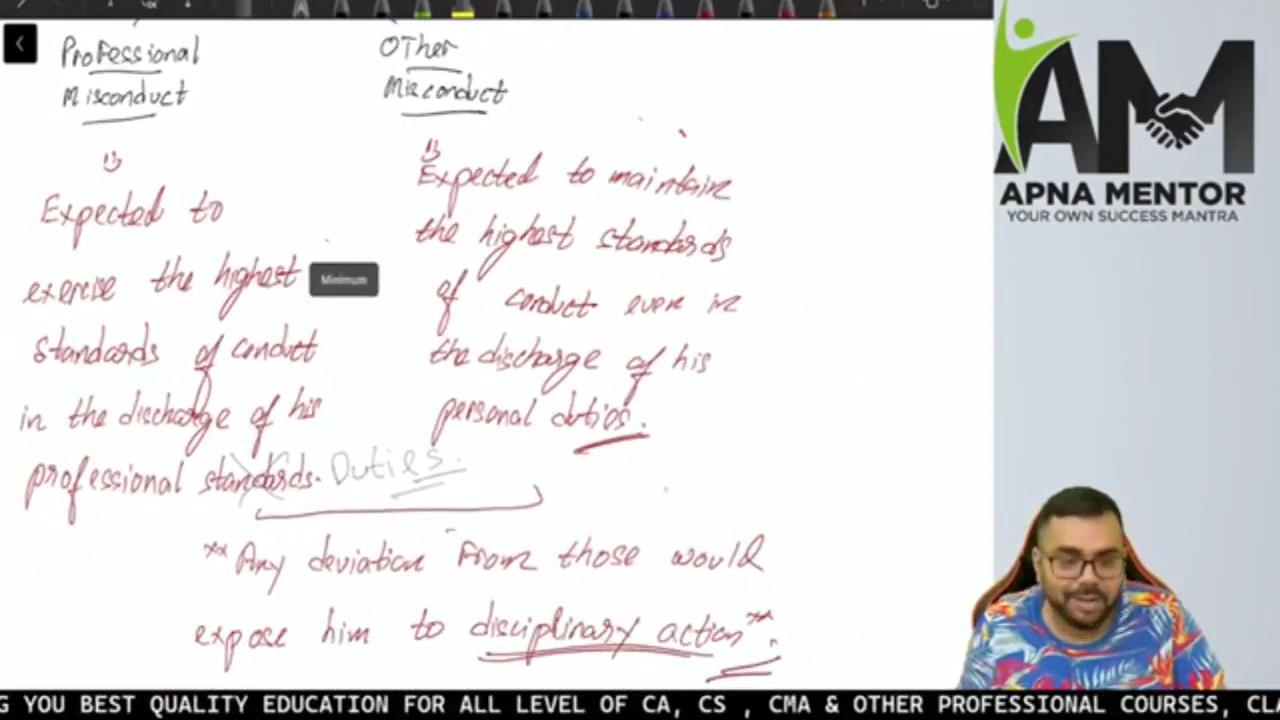 Professional
Misconduct
Other
Misconduct
Expected to
exercise the highest
standards of conduct
in the discharge of his
professional standards. Duties.
Expected to maintain
the highest standards
of conduct even in
the discharge of his
personal duties.
Minimum
** Any deviation from those would
expose him to disciplinary action**.
AM
APNA MENTOR
YOUR OWN SUCCESS MANTRA
G YOU BEST QUALITY EDUCATION FOR ALL LEVEL OF CA, CS , CMA & OTHER PROFESSIONAL COURSES, CLA